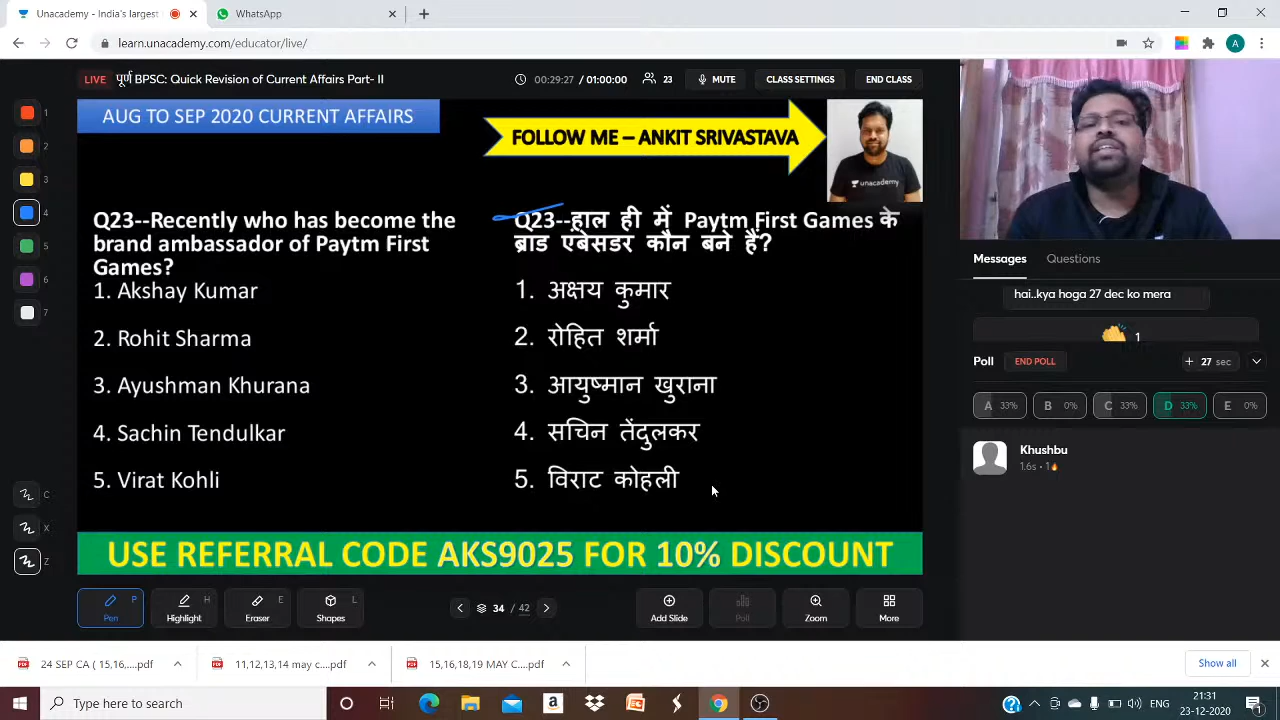 Unacademy - India's largest
WhatsApp
learn.unacademy.com/educator/live/
A
LIVE पूर्ण BPSC: Quick Revision of Current Affairs Part- II
00:29:27 / 01:00:00
23
MUTE
CLASS SETTINGS
END CLASS
AUG TO SEP 2020 CURRENT AFFAIRS
FOLLOW ME – ANKIT SRIVASTAVA
unacademy
Q23--Recently who has become the
brand ambassador of Paytm First
Games?
1. Akshay Kumar
2. Rohit Sharma
3. Ayushman Khurana
4. Sachin Tendulkar
5. Virat Kohli
Q23--हाल ही में Paytm First Games के
ब्रांड एंबेसडर कौन बने हैं?
1. अक्षय कुमार
2. रोहित शर्मा
3. आयुष्मान खुराना
4. सचिन तेंदुलकर
5. विराट कोहली
USE REFERRAL CODE AKS9025 FOR 10% DISCOUNT
1
2
3
4
5
6
7
C
X
Z
Messages
Questions
hai..kya hoga 27 dec ko mera
1
Poll
END POLL
+ 27 sec
A 33%
B 0%
C 33%
D 33%
E 0%
Khushbu
1.6s • 1
Pen P
Highlight H
Eraser E
Shapes L
34 / 42
Add Slide
Poll
Zoom
More
24 SEP CA ( 15,16,....pdf
11,12,13,14 may c....pdf
15,16,18,19 MAY C....pdf
Show all
Type here to search
a
ENG
21:31
23-12-2020